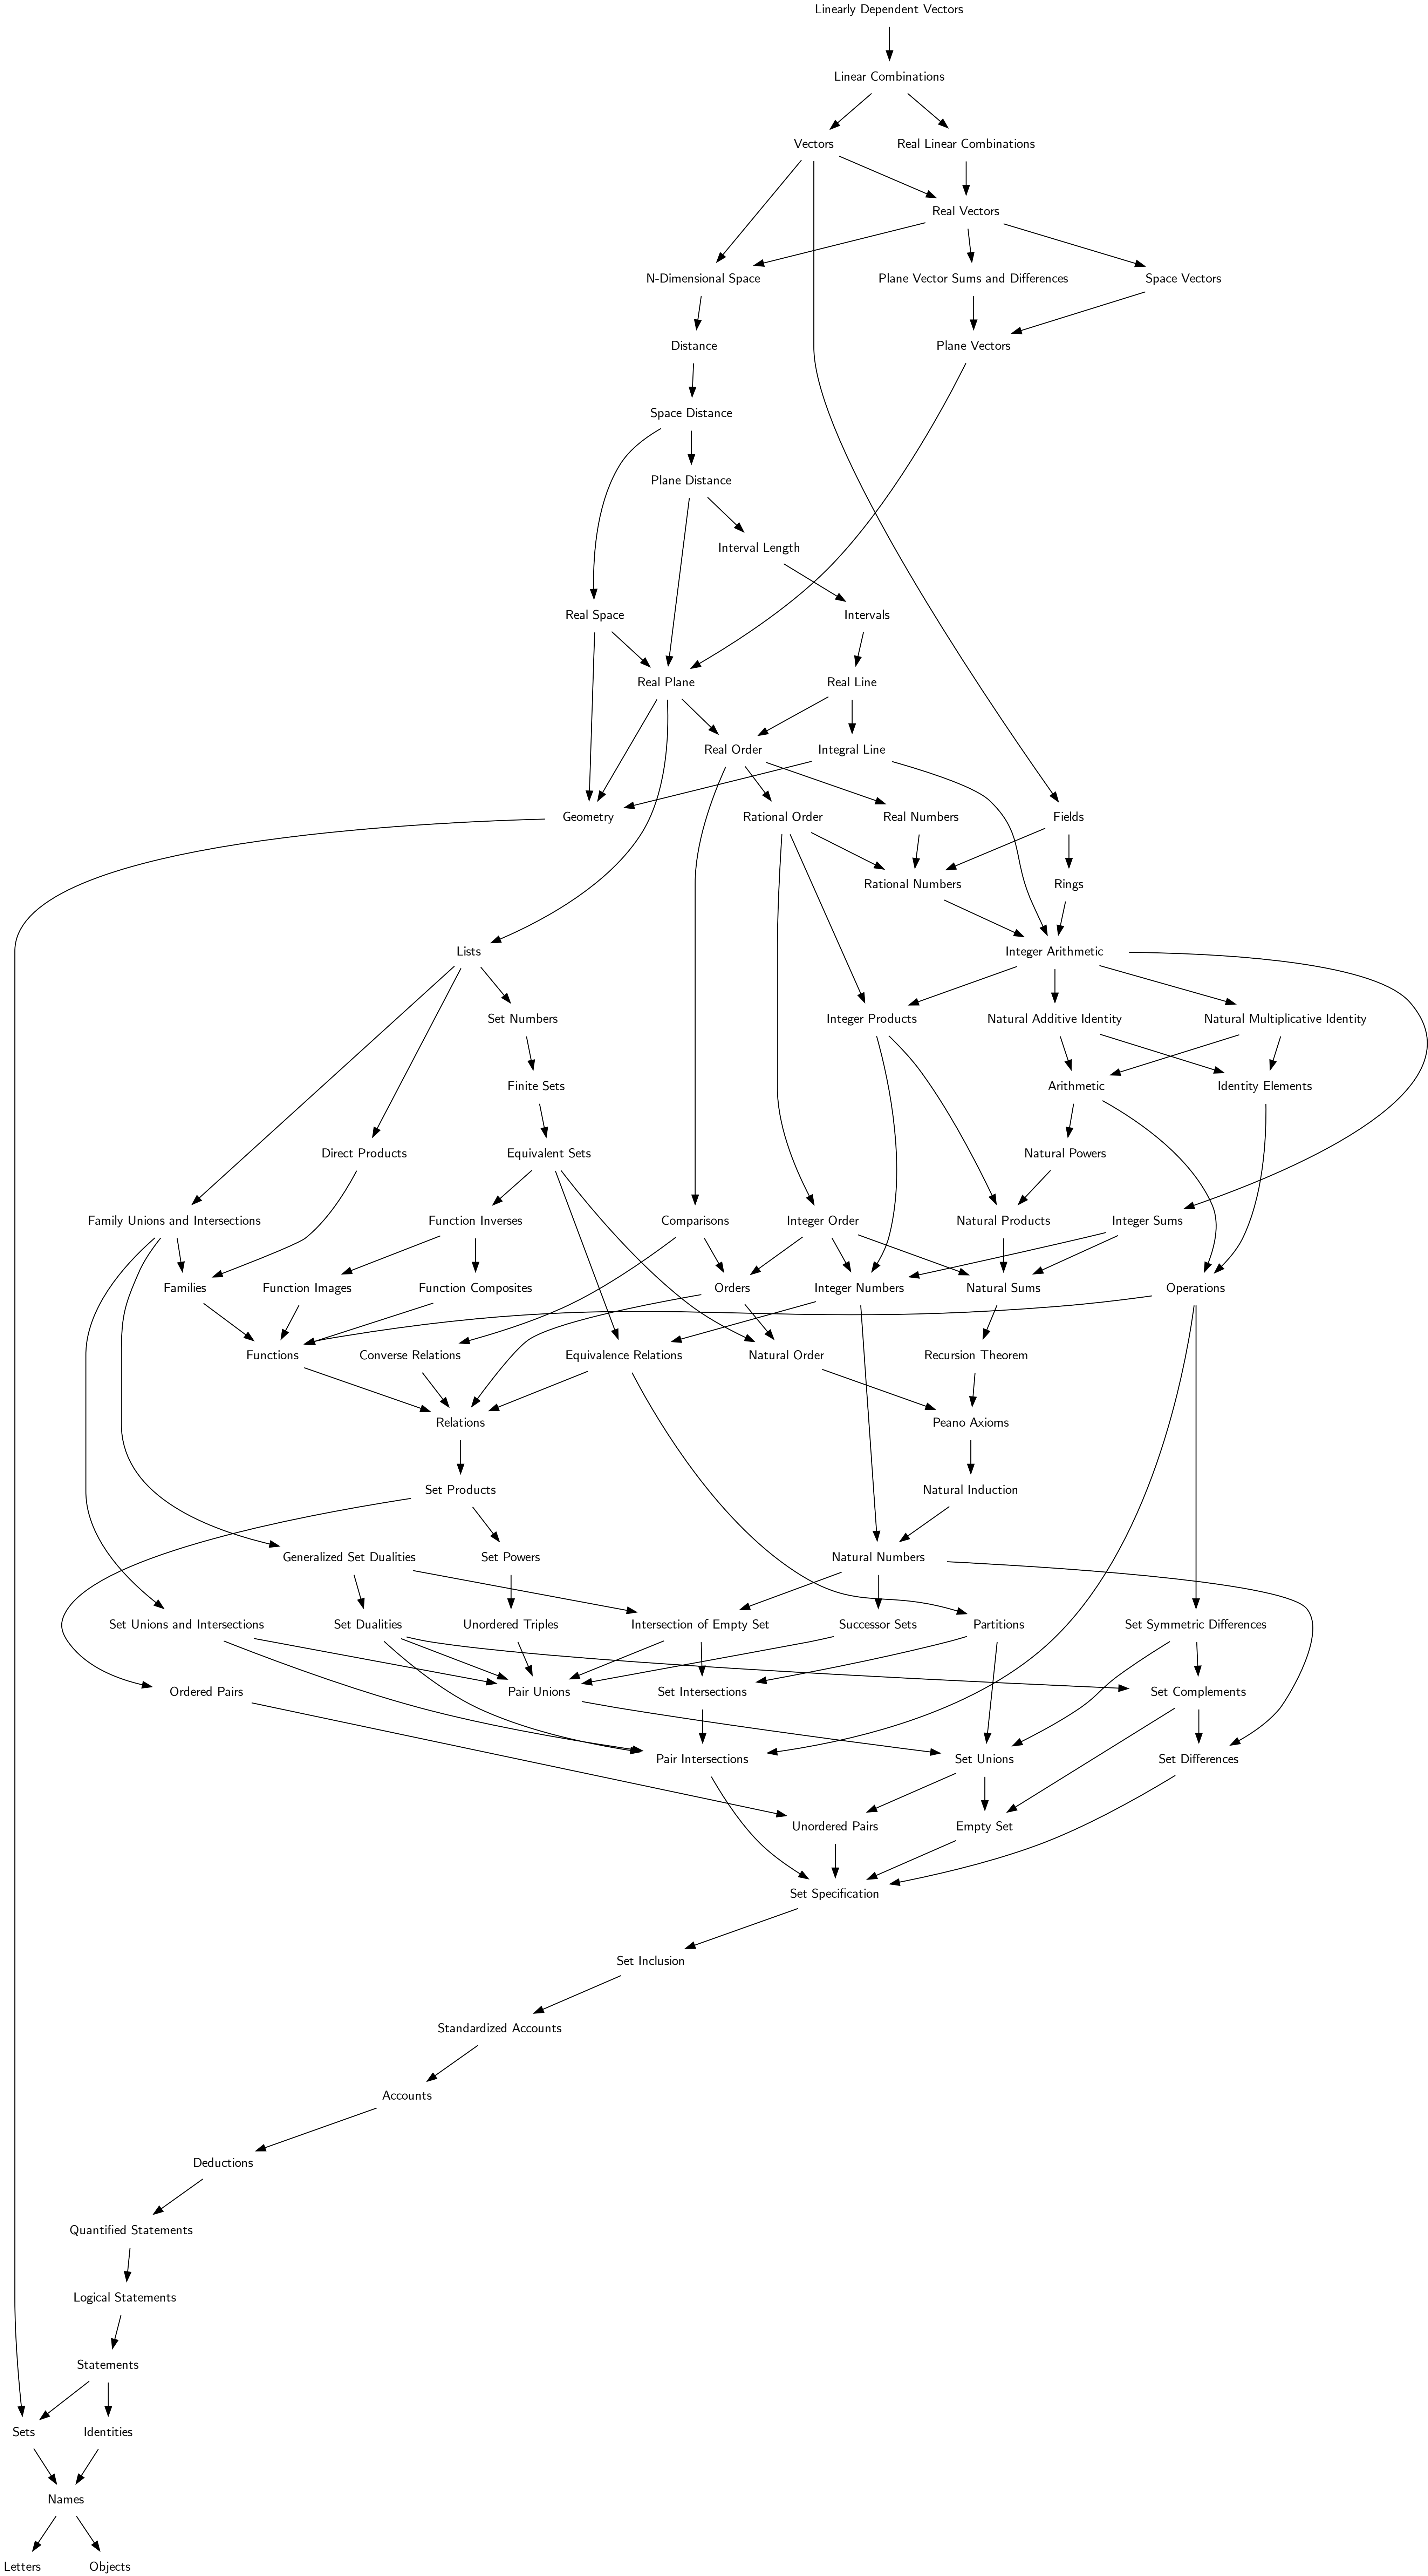 Linearly Dependent Vectors
Linear Combinations
Vectors
Real Linear Combinations
Real Vectors
N-Dimensional Space
Plane Vector Sums and Differences
Space Vectors
Distance
Plane Vectors
Space Distance
Plane Distance
Interval Length
Real Space
Intervals
Real Plane
Real Line
Real Order
Integral Line
Geometry
Rational Order
Real Numbers
Fields
Rational Numbers
Rings
Lists
Integer Arithmetic
Set Numbers
Integer Products
Natural Additive Identity
Natural Multiplicative Identity
Finite Sets
Arithmetic
Identity Elements
Direct Products
Equivalent Sets
Natural Powers
Family Unions and Intersections
Function Inverses
Comparisons
Integer Order
Natural Products
Integer Sums
Families
Function Images
Function Composites
Orders
Integer Numbers
Natural Sums
Operations
Functions
Converse Relations
Equivalence Relations
Natural Order
Recursion Theorem
Relations
Peano Axioms
Set Products
Natural Induction
Generalized Set Dualities
Set Powers
Natural Numbers
Set Unions and Intersections
Set Dualities
Unordered Triples
Intersection of Empty Set
Successor Sets
Partitions
Set Symmetric Differences
Ordered Pairs
Pair Unions
Set Intersections
Set Complements
Pair Intersections
Set Unions
Set Differences
Unordered Pairs
Empty Set
Set Specification
Set Inclusion
Standardized Accounts
Accounts
Deductions
Quantified Statements
Logical Statements
Statements
Sets
Identities
Names
Letters
Objects